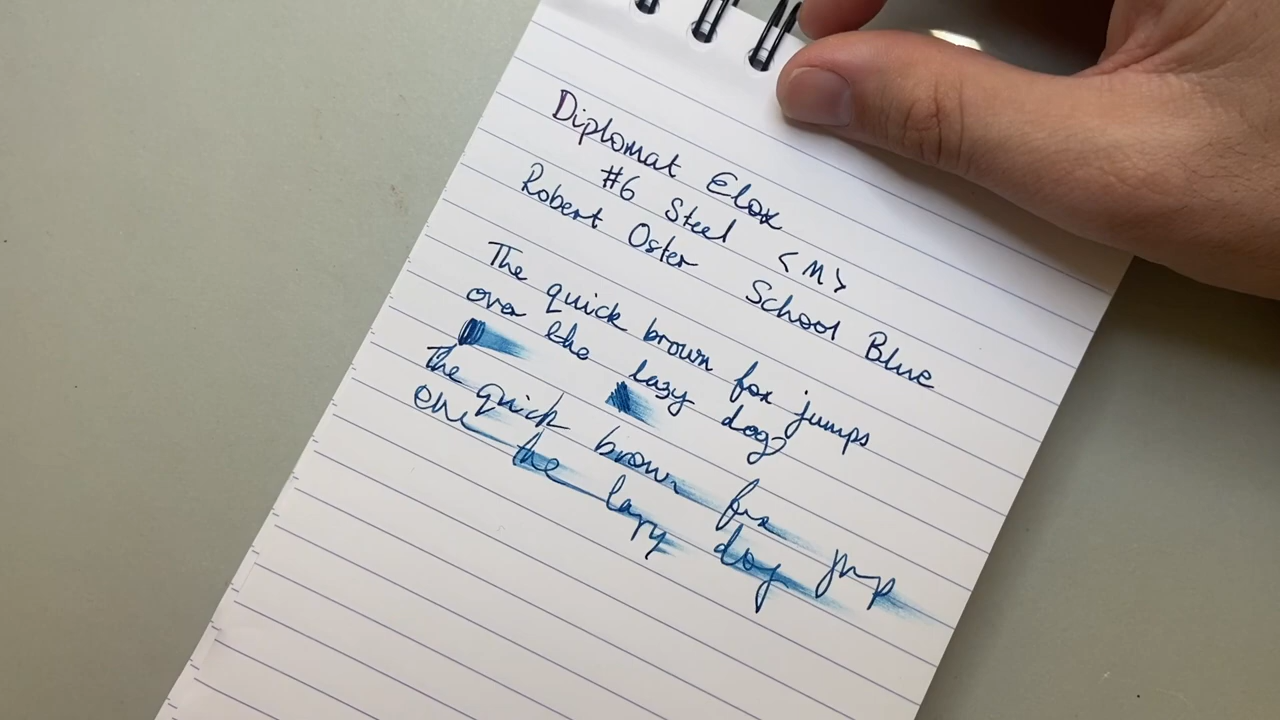 Diplomat Elox
#6 Steel <M>
Robert Oster School Blue
The quick brown fox jumps
over the lazy dog
The quick brown fox jump
over the lazy dog